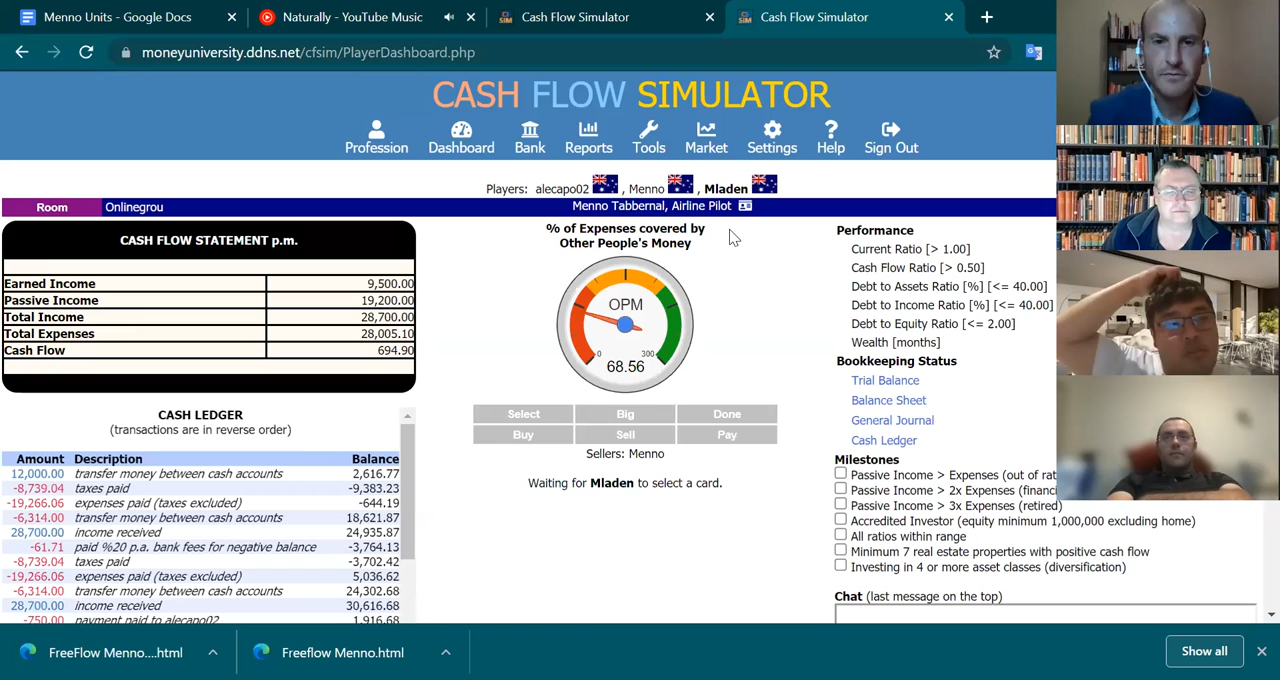 Menno Units - Google Docs
Naturally - YouTube Music
Cash Flow Simulator
Cash Flow Simulator
moneyuniversity.ddns.net/cfsim/PlayerDashboard.php
CASH FLOW SIMULATOR
Profession
Dashboard
Bank
Reports
Tools
Market
Settings
Help
Sign Out
Players: alecapo02 , Menno , Mladen
Room
Onlinegrou
Menno Tabbernal, Airline Pilot
CASH FLOW STATEMENT p.m.
Earned Income 9,500.00
Passive Income 19,200.00
Total Income 28,700.00
Total Expenses 28,005.10
Cash Flow 694.90
CASH LEDGER
(transactions are in reverse order)
Amount Description Balance
12,000.00 transfer money between cash accounts 2,616.77
-8,739.04 taxes paid -9,383.23
-19,266.06 expenses paid (taxes excluded) -644.19
-6,314.00 transfer money between cash accounts 18,621.87
28,700.00 income received 24,935.87
-61.71 paid %20 p.a. bank fees for negative balance -3,764.13
-8,739.04 taxes paid -3,702.42
-19,266.06 expenses paid (taxes excluded) 5,036.62
-6,314.00 transfer money between cash accounts 24,302.68
28,700.00 income received 30,616.68
-750.00 payment paid to alecapo02 1,916.68
% of Expenses covered by
Other People's Money
OPM
0
300
68.56
Select
Big
Done
Buy
Sell
Pay
Sellers: Menno
Waiting for Mladen to select a card.
Performance
Current Ratio [> 1.00]
Cash Flow Ratio [> 0.50]
Debt to Assets Ratio [%] [<= 40.00]
Debt to Income Ratio [%] [<= 40.00]
Debt to Equity Ratio [<= 2.00]
Wealth [months]
Bookkeeping Status
Trial Balance
Balance Sheet
General Journal
Cash Ledger
Milestones
Passive Income > Expenses (out of rat
Passive Income > 2x Expenses (financi
Passive Income > 3x Expenses (retired)
Accredited Investor (equity minimum 1,000,000 excluding home)
All ratios within range
Minimum 7 real estate properties with positive cash flow
Investing in 4 or more asset classes (diversification)
Chat (last message on the top)
FreeFlow Menno....html
Freeflow Menno.html
Show all